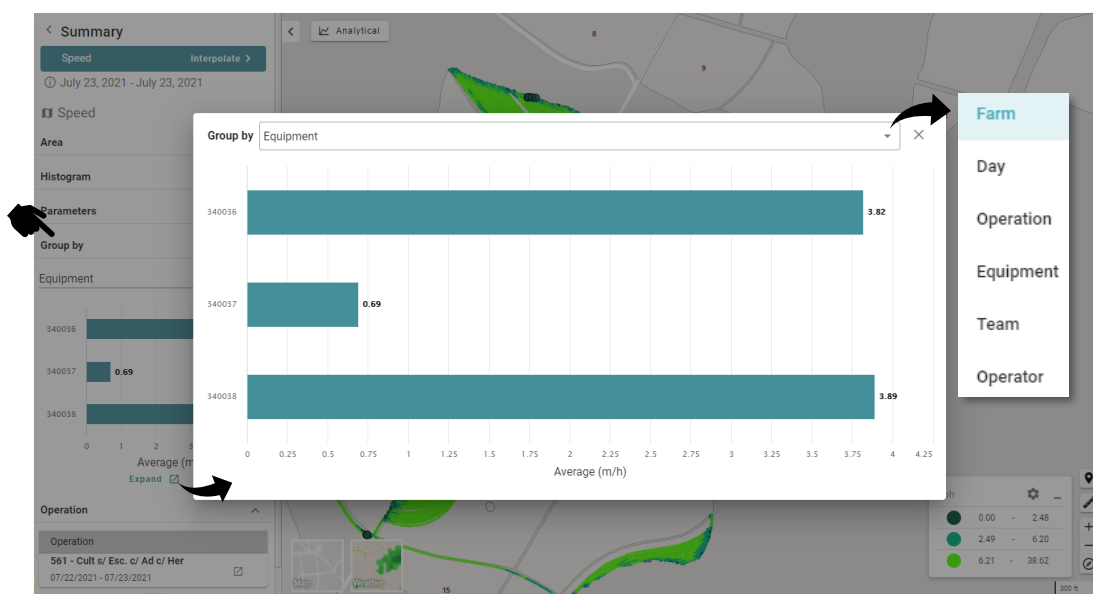 Summary
Speed Interpolate >
July 23, 2021 - July 23, 2021
Speed
Area
Histogram
Parameters
Group by
Equipment
340036
340037 0.69
340038
0 1 2 3
Average (m
Expand
Operation
Operation
561 - Cult s/ Esc. c/ Ad c/ Her
07/22/2021 - 07/23/2021
Analytical
8
9
Group by Equipment
340036 3.82
340037 0.69
340038 3.89
0 0.25 0.5 0.75 1 1.25 1.5 1.75 2 2.25 2.5 2.75 3 3.25 3.5 3.75 4 4.25
Average (m/h)
Farm
Day
Operation
Equipment
Team
Operator
Map
Weather
15
0.00 - 2.48
2.49 - 6.20
6.21 - 38.62
300 ft